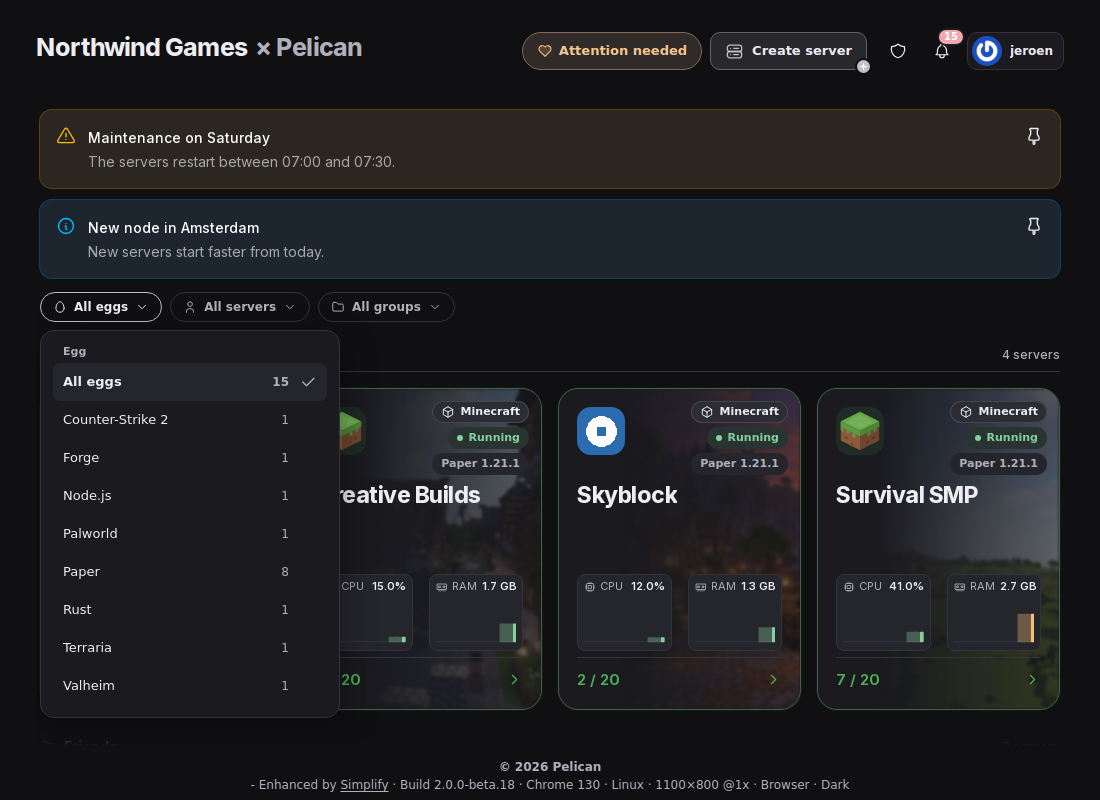 Northwind Games × Pelican
Attention needed
Create server
15
jeroen
Maintenance on Saturday
The servers restart between 07:00 and 07:30.
New node in Amsterdam
New servers start faster from today.
All eggs
All servers
All groups
4 servers
Egg
All eggs 15
Counter-Strike 2 1
Forge 1
Node.js 1
Palworld 1
Paper 8
Rust 1
Terraria 1
Valheim 1
Minecraft
Running
Paper 1.21.1
reative Builds
CPU 15.0%
RAM 1.7 GB
20
Minecraft
Running
Paper 1.21.1
Skyblock
CPU 12.0%
RAM 1.3 GB
2 / 20
Minecraft
Running
Paper 1.21.1
Survival SMP
CPU 41.0%
RAM 2.7 GB
7 / 20
Friends
© 2026 Pelican
- Enhanced by Simplify · Build 2.0.0-beta.18 · Chrome 130 · Linux · 1100×800 @1x · Browser · Dark